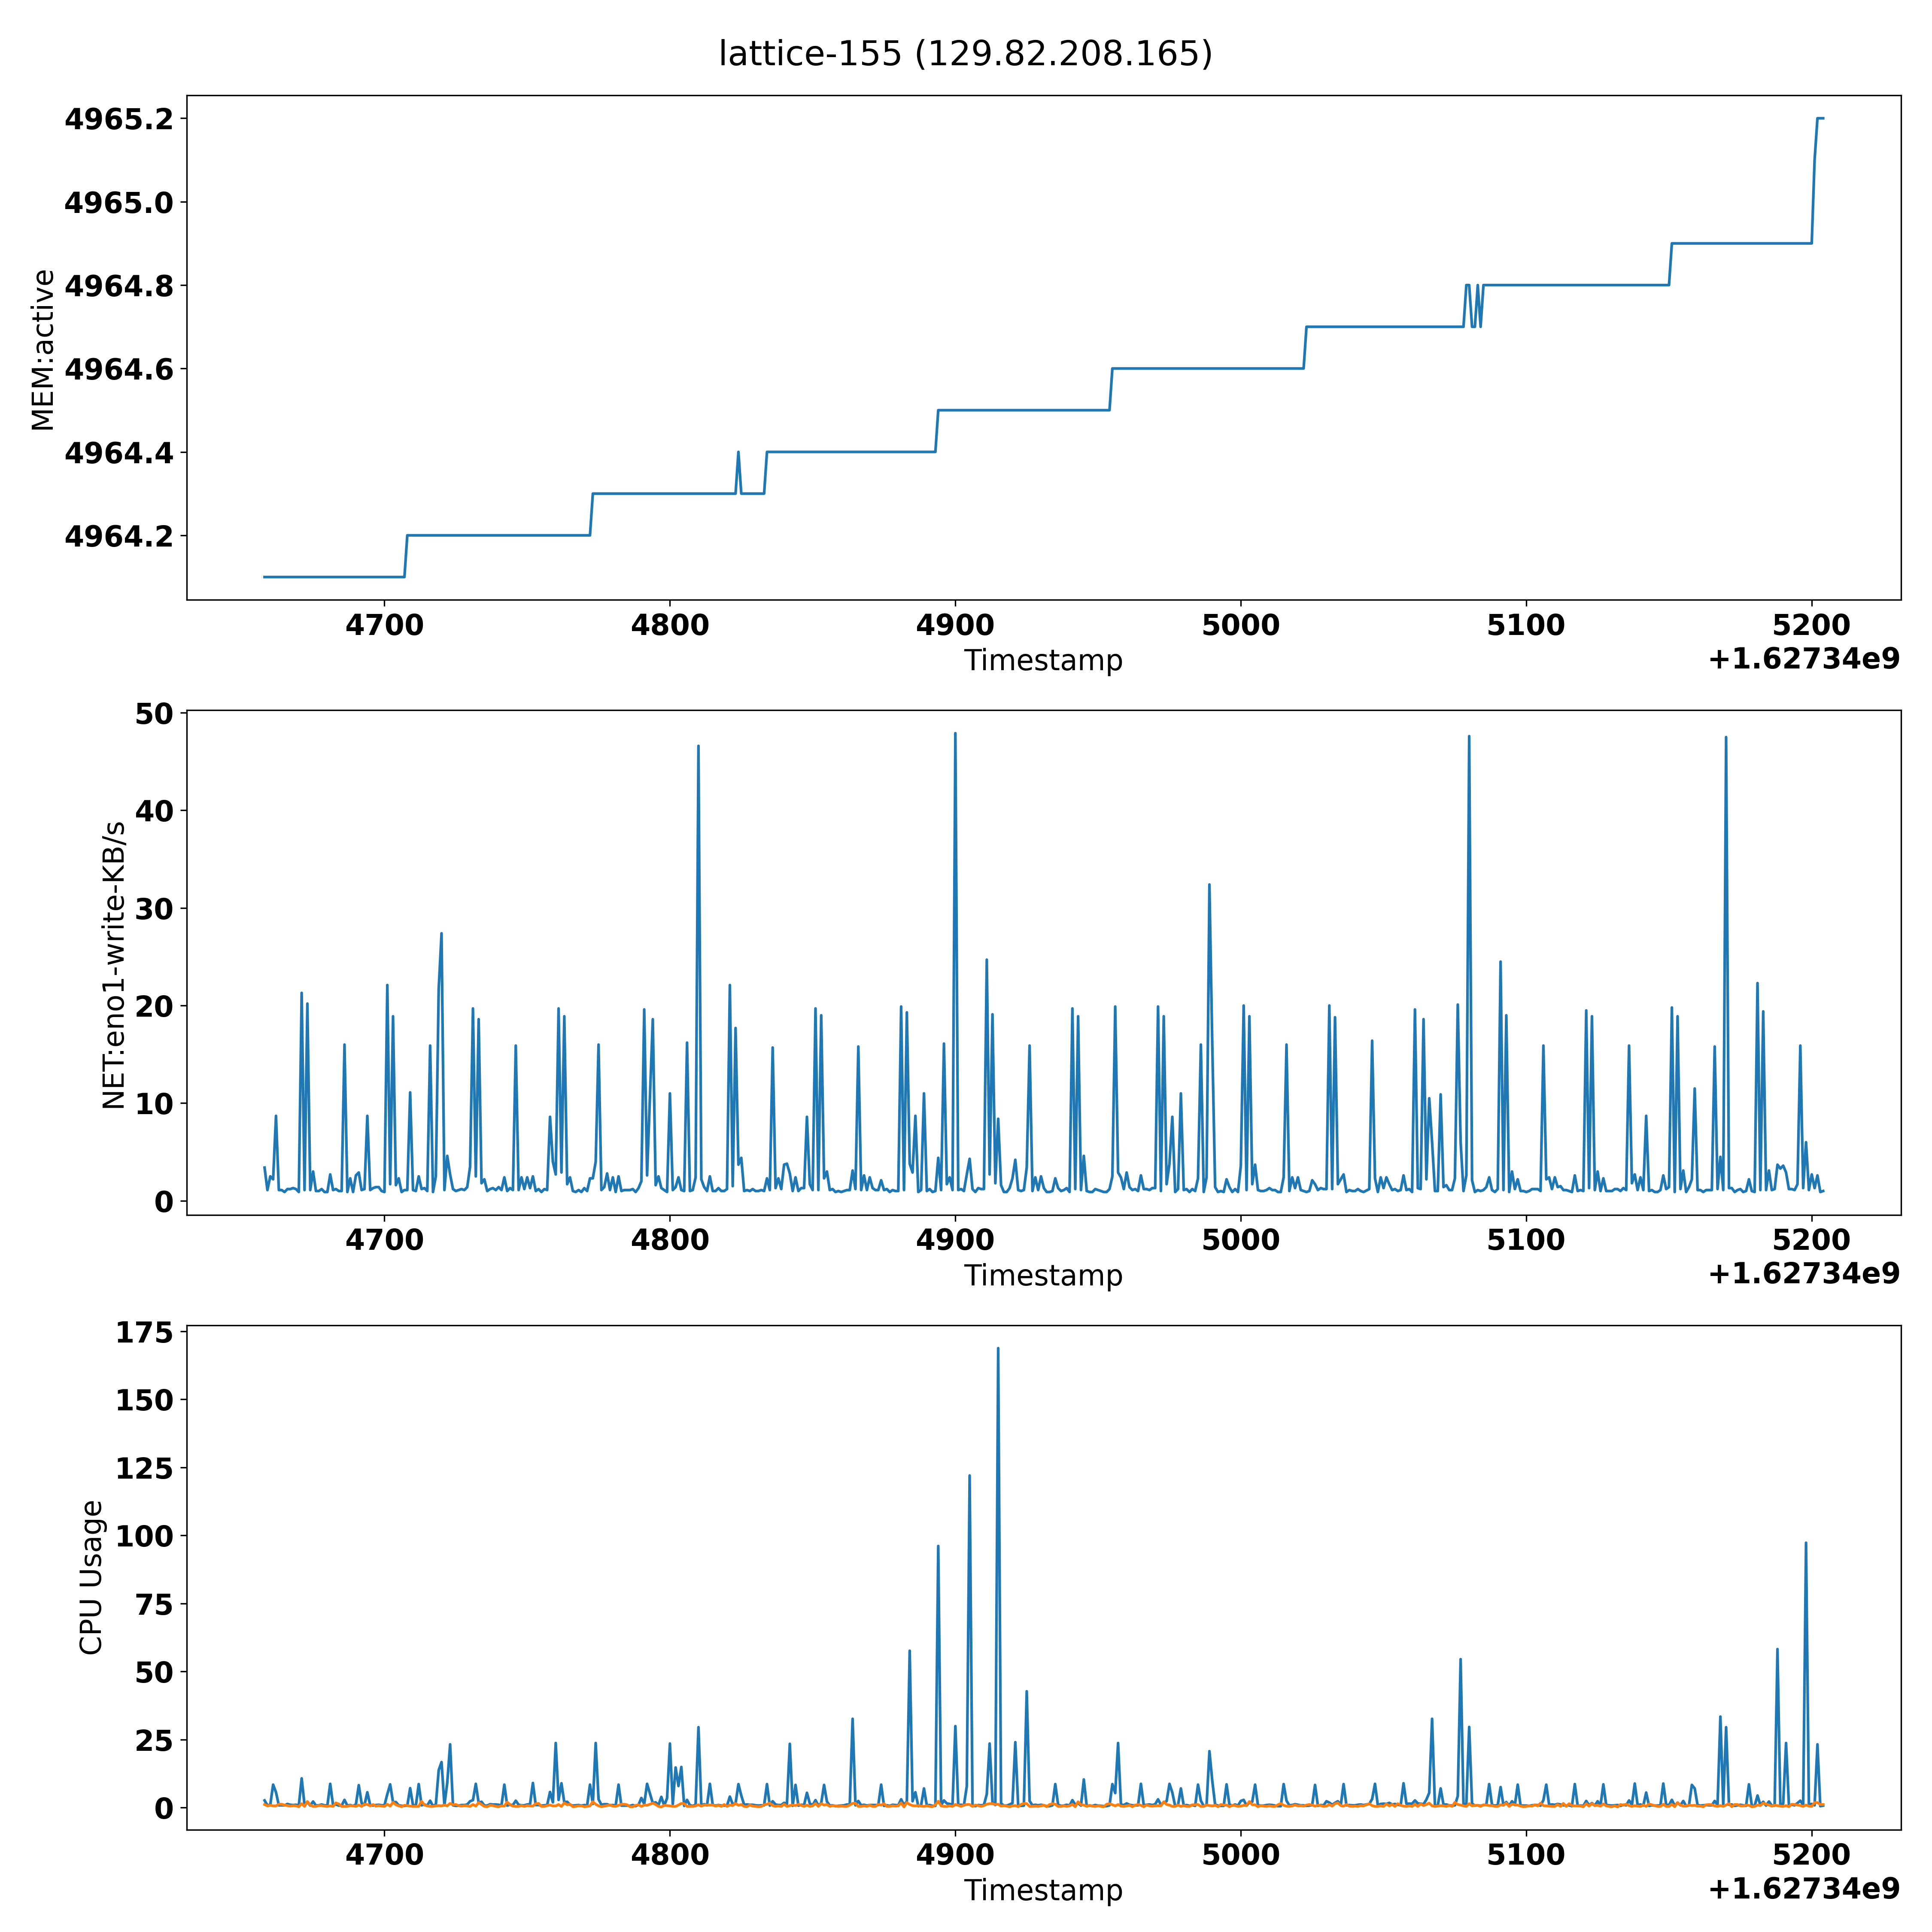 lattice-155 (129.82.208.165)
MEM:active
4965.2
4965.0
4964.8
4964.6
4964.4
4964.2
4700 4800 4900 5000 5100 5200
Timestamp
+1.62734e9
NET:eno1-write-KB/s
50
40
30
20
10
0
4700 4800 4900 5000 5100 5200
Timestamp
+1.62734e9
CPU Usage
175
150
125
100
75
50
25
0
4700 4800 4900 5000 5100 5200
Timestamp
+1.62734e9